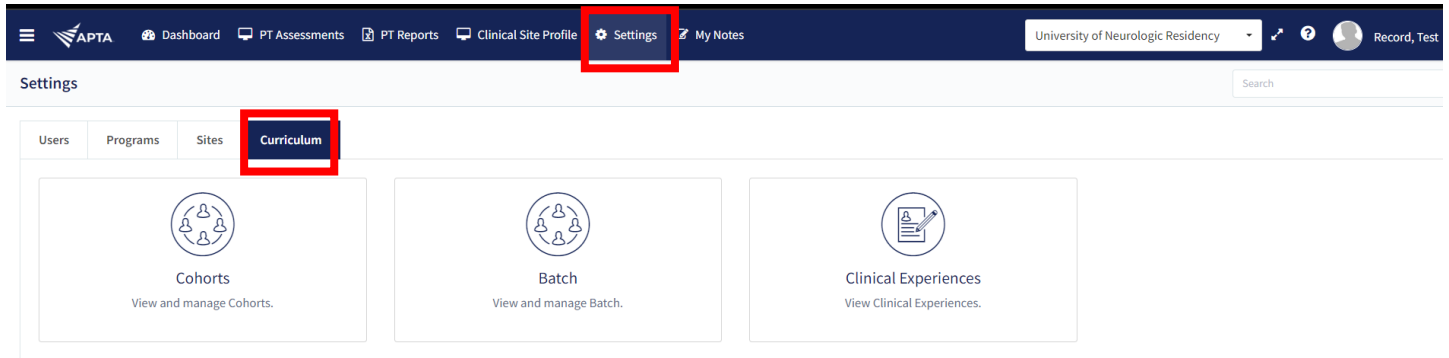 APTA Dashboard PT Assessments PT Reports Clinical Site Profile Settings My Notes University of Neurologic Residency Record, Test
Settings Search
Users Programs Sites Curriculum
Cohorts Batch Clinical Experiences
View and manage Cohorts. View and manage Batch. View Clinical Experiences.